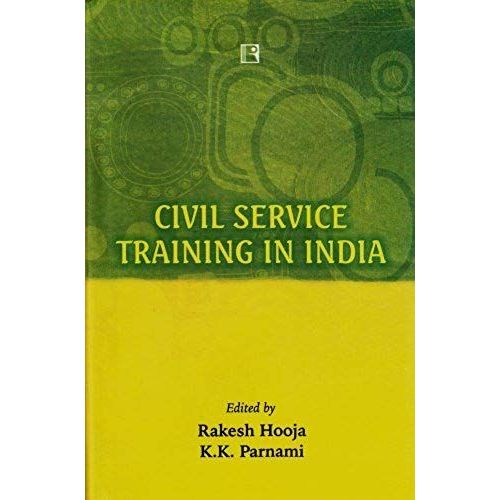 CIVIL SERVICE
TRAINING IN INDIA
Edited by
Rakesh Hooja
K.K. Parnami